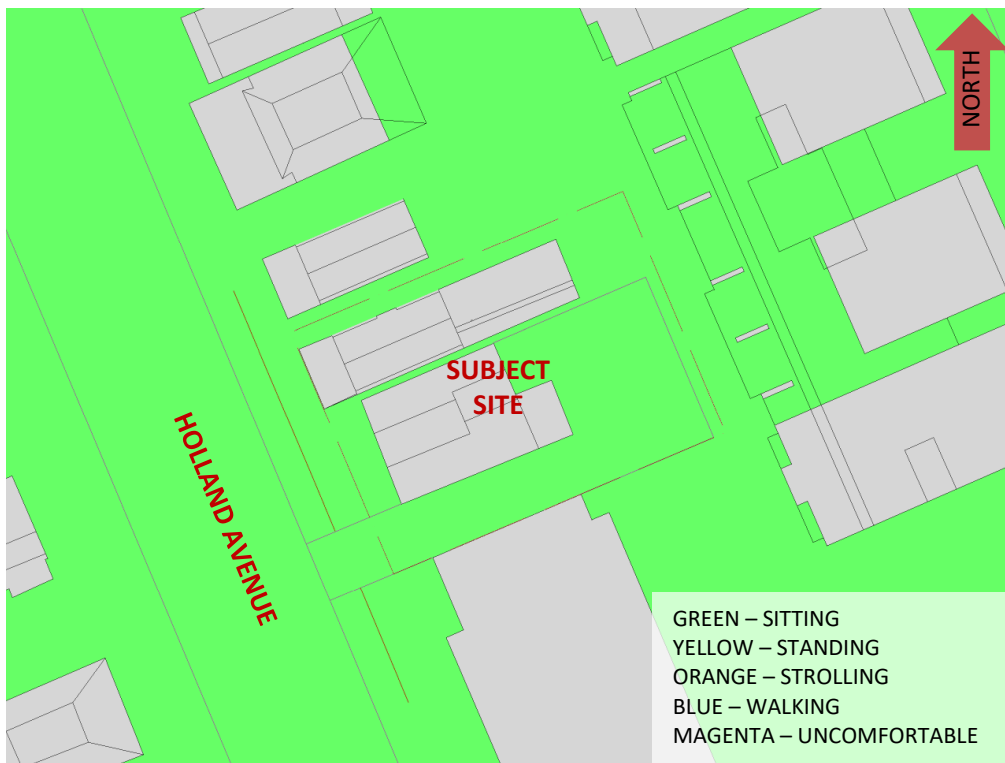 NORTH
SUBJECT
SITE
HOLLAND AVENUE
GREEN – SITTING
YELLOW – STANDING
ORANGE – STROLLING
BLUE – WALKING
MAGENTA – UNCOMFORTABLE